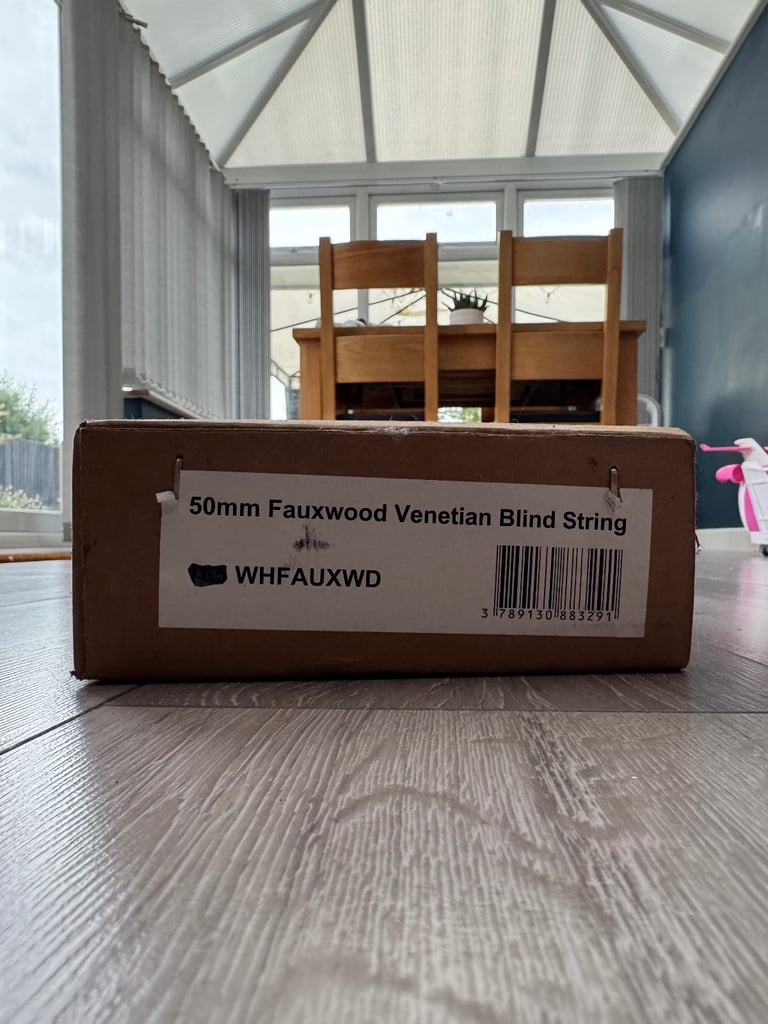 50mm Fauxwood Venetian Blind String
WHFAUXWD
3 789130 883291